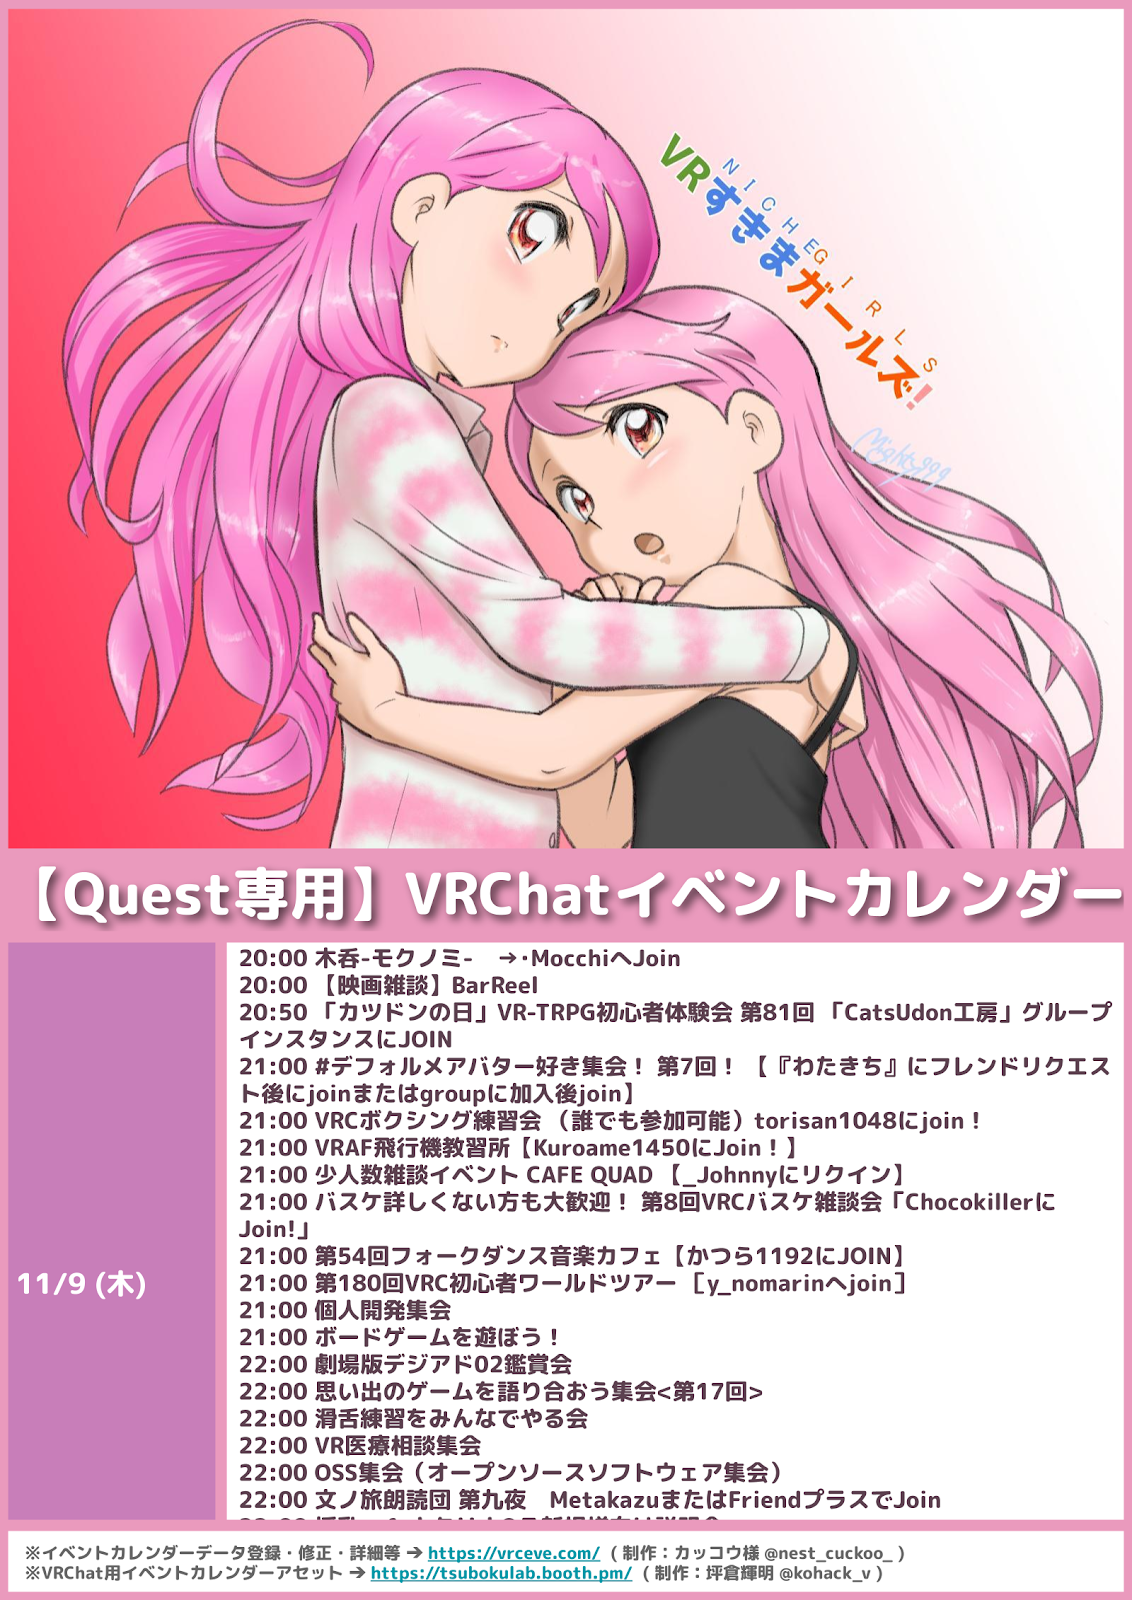 NICHE GIRLS
VRすきまガールズ!
Mighty999
【Quest専用】VRChatイベントカレンダー
11/9 (木)
20:00 木呑-モクノミ-　→·MocchiへJoin
20:00 【映画雑談】BarReel
20:50 「カツドンの日」VR-TRPG初心者体験会 第81回 「CatsUdon工房」グループ
インスタンスにJOIN
21:00 #デフォルメアバター好き集会！ 第7回！ 【『わたきち』にフレンドリクエス
ト後にjoinまたはgroupに加入後join】
21:00 VRCボクシング練習会 （誰でも参加可能）torisan1048にjoin！
21:00 VRAF飛行機教習所【Kuroame1450にJoin！】
21:00 少人数雑談イベント CAFE QUAD 【_Johnnyにリクイン】
21:00 バスケ詳しくない方も大歓迎！ 第8回VRCバスケ雑談会「Chocokillerに
Join!」
21:00 第54回フォークダンス音楽カフェ【かつら1192にJOIN】
21:00 第180回VRC初心者ワールドツアー ［y_nomarinへjoin］
21:00 個人開発集会
21:00 ボードゲームを遊ぼう！
22:00 劇場版デジアド02鑑賞会
22:00 思い出のゲームを語り合おう集会<第17回>
22:00 滑舌練習をみんなでやる会
22:00 VR医療相談集会
22:00 OSS集会（オープンソースソフトウェア集会）
22:00 文ノ旅朗読団 第九夜　MetakazuまたはFriendプラスでJoin
※イベントカレンダーデータ登録・修正・詳細等 ➔ https://vrceve.com/ ( 制作：カッコウ様 @nest_cuckoo_ )
※VRChat用イベントカレンダーアセット ➔ https://tsubokulab.booth.pm/ ( 制作：坪倉輝明 @kohack_v )